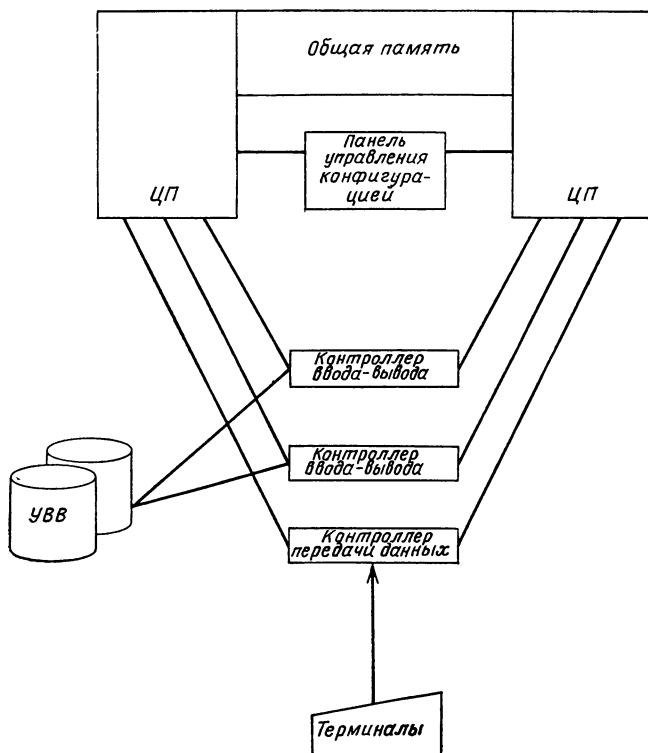 Общая память
Панель
управления
конфигура-
цией
ЦП
ЦП
Контроллер
ввода-вывода
Контроллер
ввода-вывода
УВВ
Контроллер
передачи данных
Терминалы